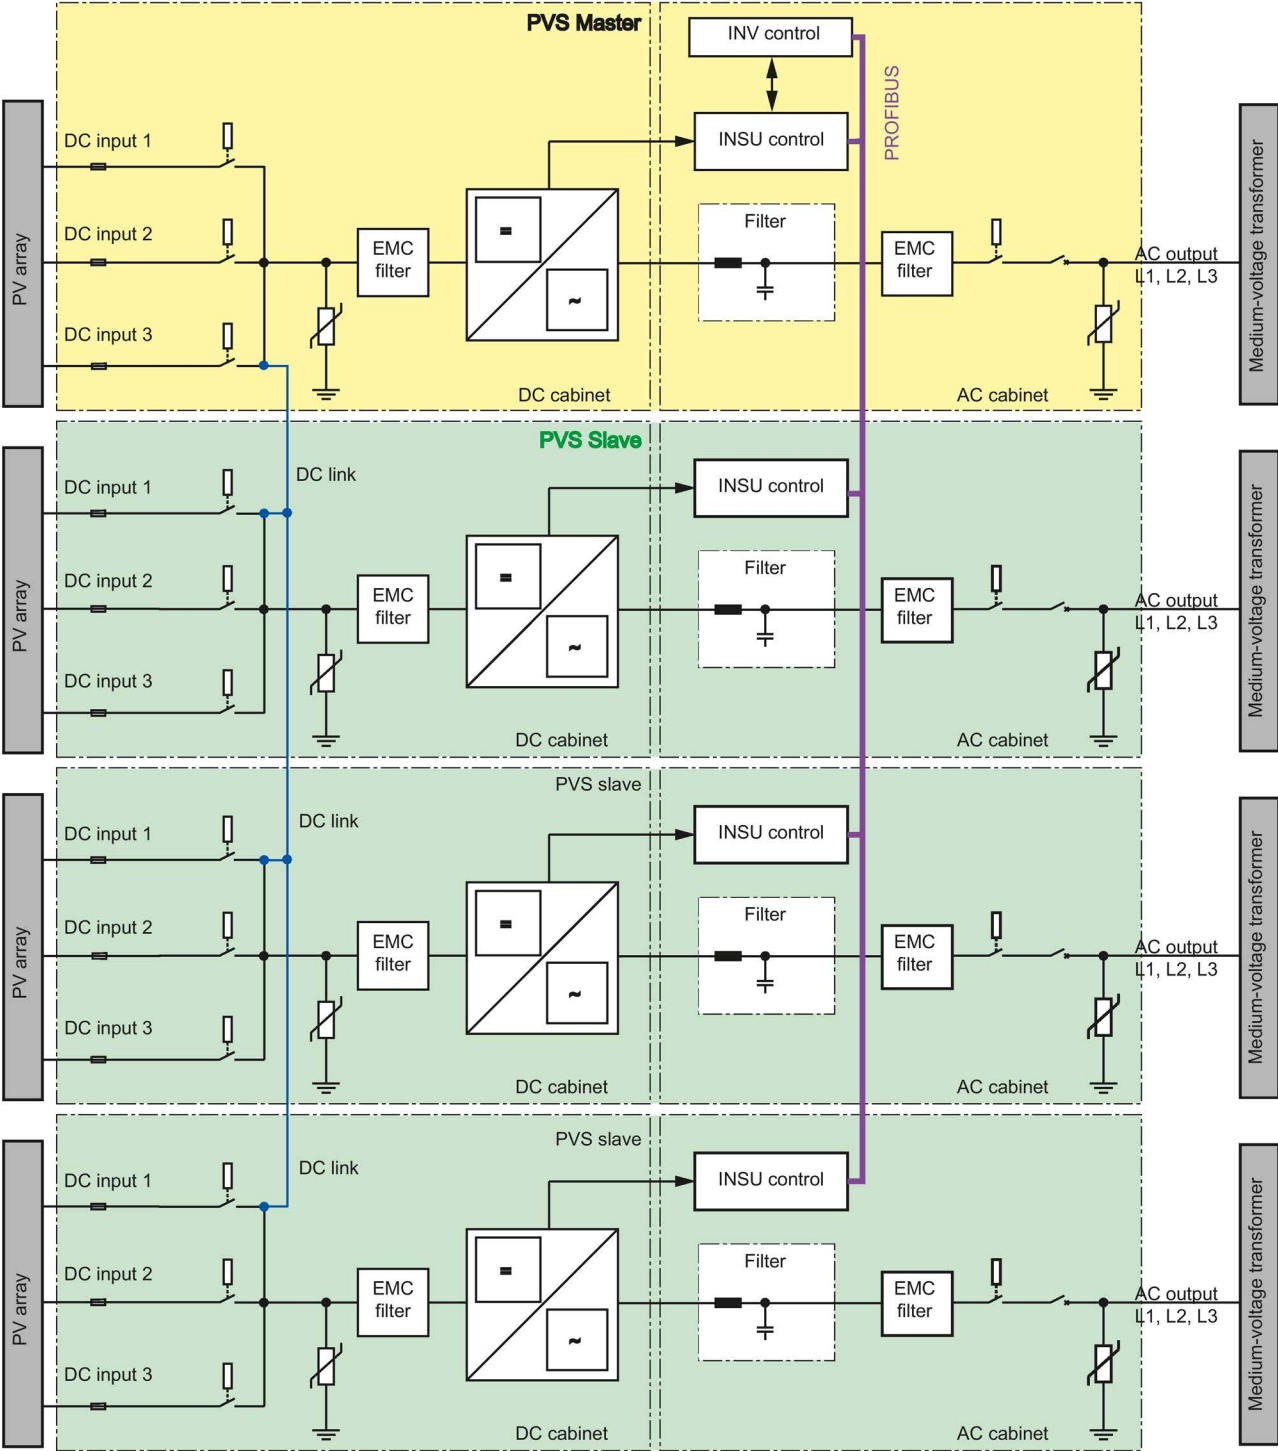 PVS Master
INV control
PROFIBUS
INSU control
DC input 1
DC input 2
DC input 3
PV array
EMC
filter
=
~
Filter
EMC
filter
AC output
L1, L2, L3
Medium-voltage transformer
DC cabinet
AC cabinet
PVS Slave
DC link
INSU control
DC input 1
DC input 2
DC input 3
PV array
EMC
filter
=
~
Filter
EMC
filter
AC output
L1, L2, L3
Medium-voltage transformer
DC cabinet
AC cabinet
PVS slave
DC link
INSU control
DC input 1
DC input 2
DC input 3
PV array
EMC
filter
=
~
Filter
EMC
filter
AC output
L1, L2, L3
Medium-voltage transformer
DC cabinet
AC cabinet
PVS slave
DC link
INSU control
DC input 1
DC input 2
DC input 3
PV array
EMC
filter
=
~
Filter
EMC
filter
AC output
L1, L2, L3
Medium-voltage transformer
DC cabinet
AC cabinet